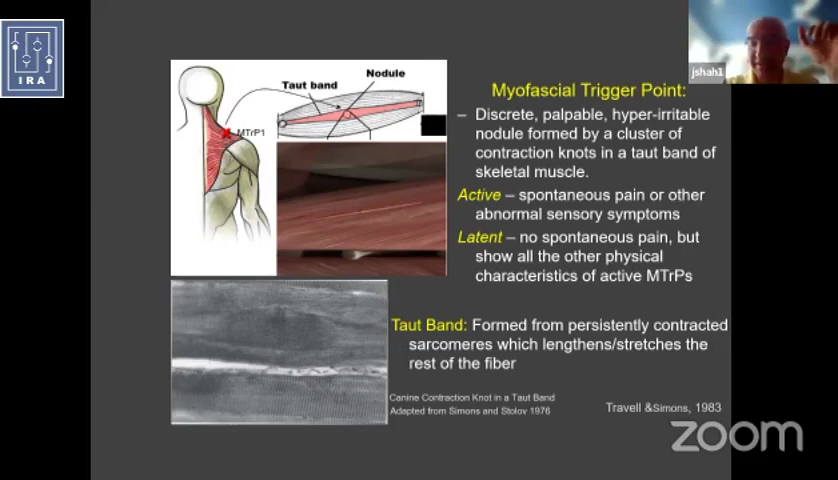 IRA
jshah1
Nodule
Taut band
MTrP1
Myofascial Trigger Point:
– Discrete, palpable, hyper-irritable
nodule formed by a cluster of
contraction knots in a taut band of
skeletal muscle.
Active – spontaneous pain or other
abnormal sensory symptoms
Latent – no spontaneous pain, but
show all the other physical
characteristics of active MTrPs
Taut Band: Formed from persistently contracted
sarcomeres which lengthens/stretches the
rest of the fiber
Canine Contraction Knot in a Taut Band
Adapted from Simons and Stolov 1976
Travell &Simons, 1983
zoom